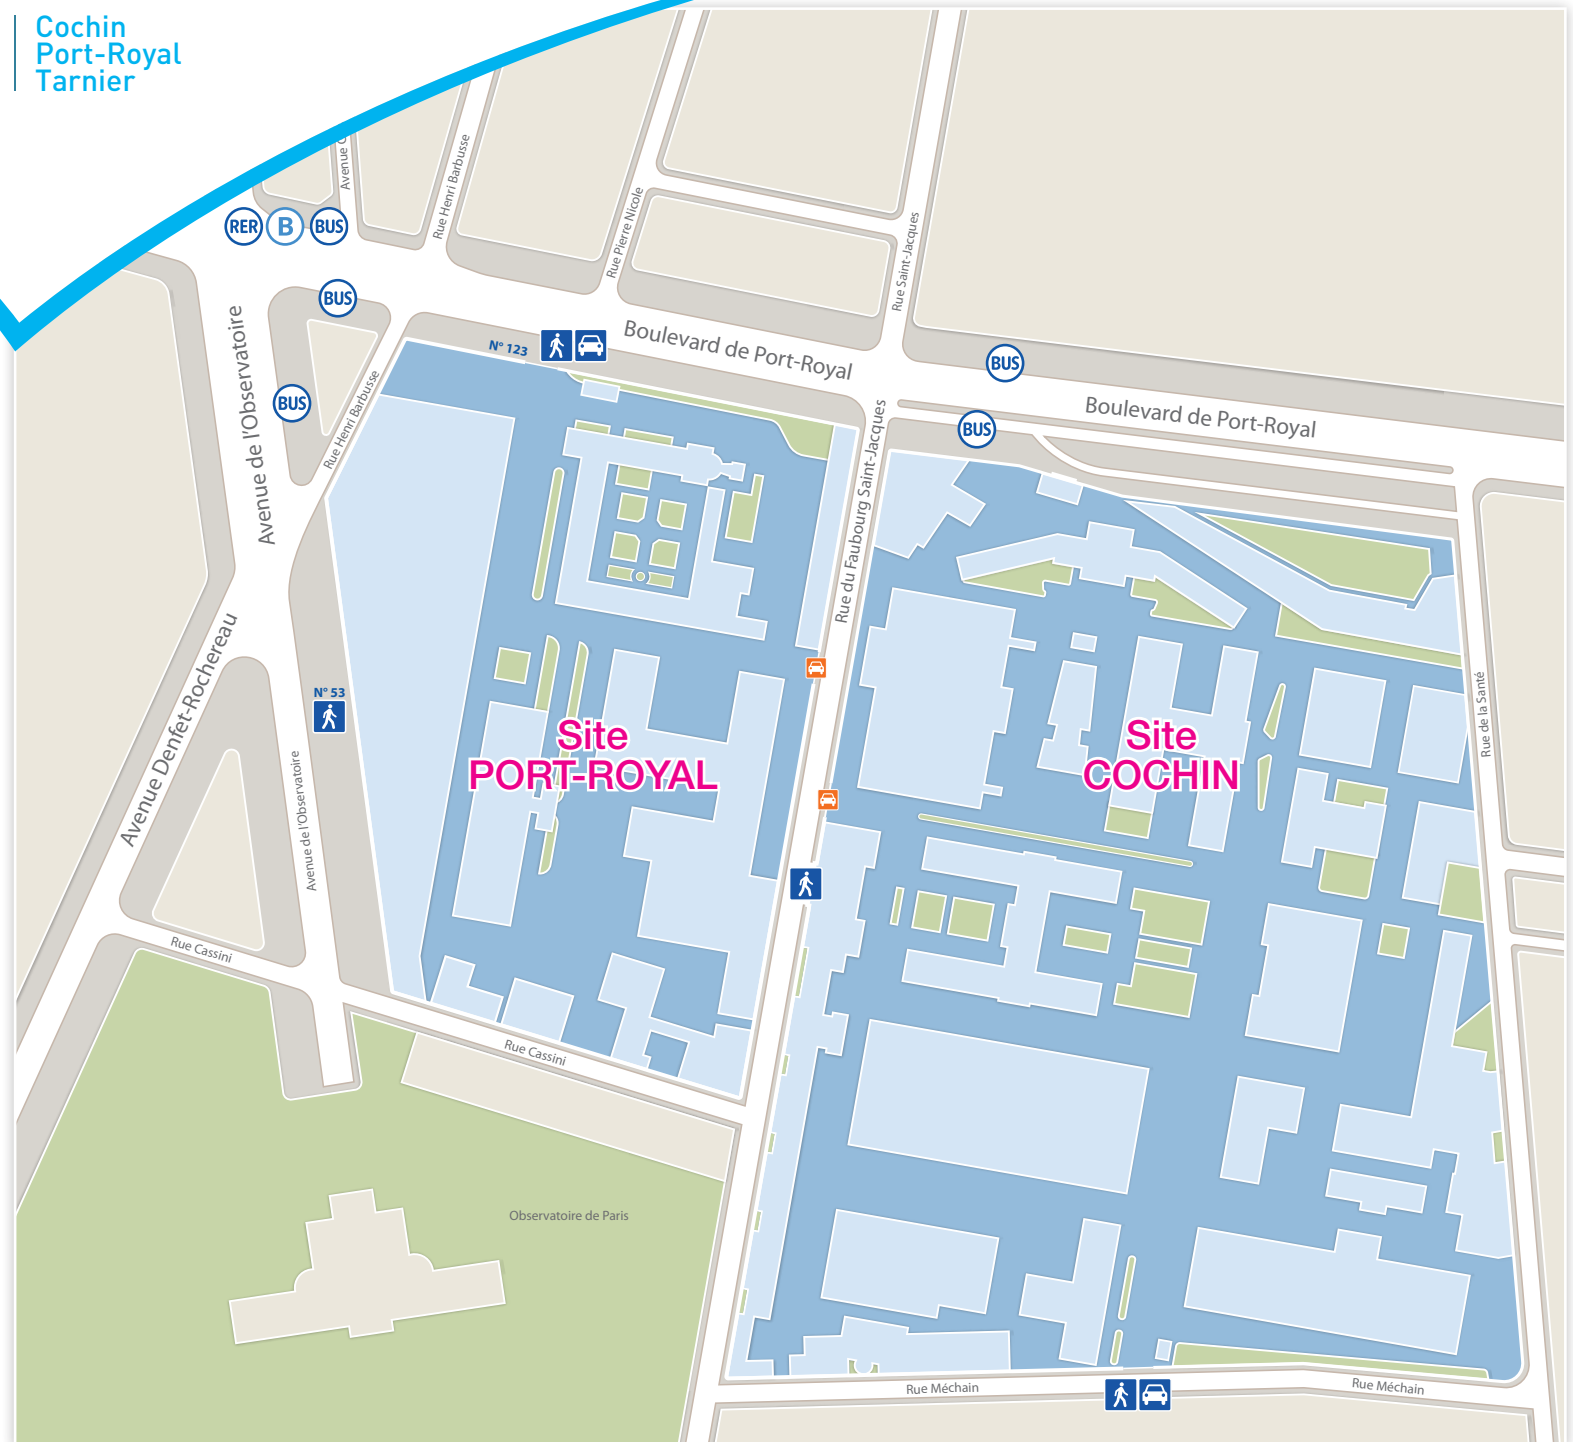 Cochin
Port-Royal
Tarnier
Rue Henri Barbusse
Rue Pierre Nicole
Rue Saint-Jacques
RER
B
BUS
BUS
BUS
Avenue de l'Observatoire
Rue Henri Barbusse
N° 123
Boulevard de Port-Royal
BUS
BUS
Boulevard de Port-Royal
Rue du Faubourg Saint-Jacques
Avenue Denfet-Rochereau
N° 53
Avenue de l'Observatoire
Site
PORT-ROYAL
Site
COCHIN
Rue de la Santé
Rue Cassini
Rue Cassini
Observatoire de Paris
Rue Méchain
Rue Méchain